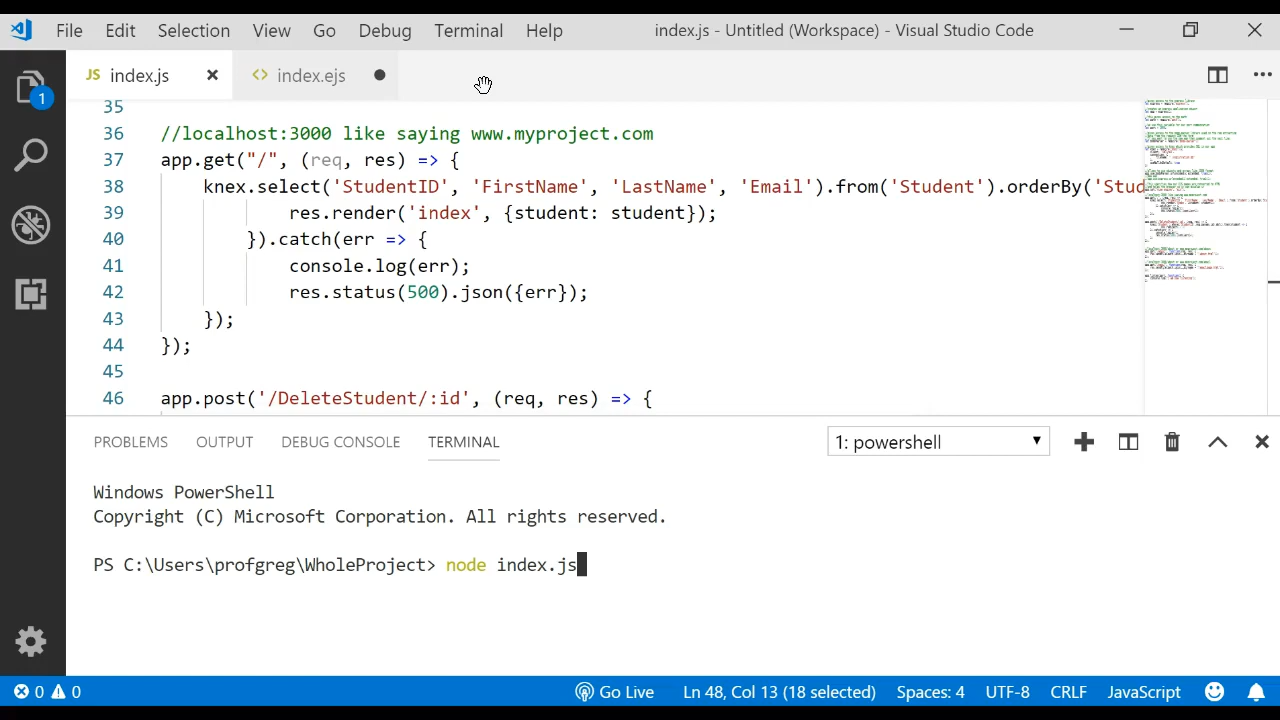 File Edit Selection View Go Debug Terminal Help index.js - Untitled (Workspace) - Visual Studio Code
JS index.js index.ejs
1
35
36 //localhost:3000 like saying www.myproject.com
37 app.get("/", (req, res) => {
38 knex.select('StudentID', 'FirstName', 'LastName', 'Email').from('Student').orderBy('Stud
39 res.render('index', {student: student});
40 }).catch(err => {
41 console.log(err);
42 res.status(500).json({err});
43 });
44 });
45
46 app.post('/DeleteStudent/:id', (req, res) => {
PROBLEMS OUTPUT DEBUG CONSOLE TERMINAL 1: powershell
Windows PowerShell
Copyright (C) Microsoft Corporation. All rights reserved.
PS C:\Users\profgreg\WholeProject> node index.js
0 0 Go Live Ln 48, Col 13 (18 selected) Spaces: 4 UTF-8 CRLF JavaScript